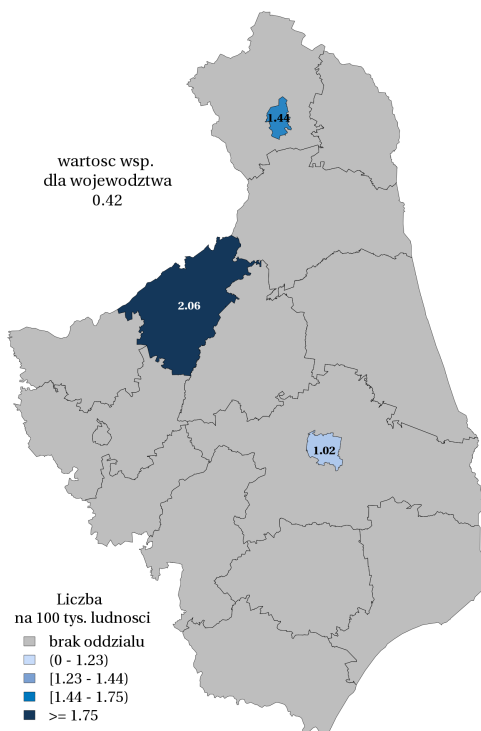 1.44
wartosc wsp.
dla wojewodztwa
0.42
2.06
1.02
Liczba
na 100 tys. ludnosci
brak oddzialu
(0 - 1.23)
[1.23 - 1.44)
[1.44 - 1.75)
>= 1.75